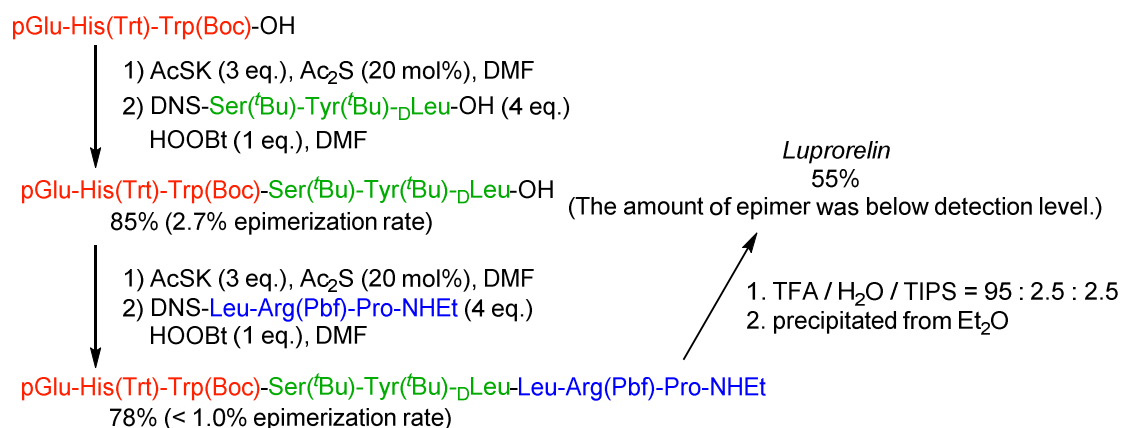 pGlu-His(Trt)-Trp(Boc)-OH
1) AcSK (3 eq.), Ac₂S (20 mol%), DMF
2) DNS-Ser(ᵗBu)-Tyr(ᵗBu)-DLeu-OH (4 eq.)
HOOBt (1 eq.), DMF
pGlu-His(Trt)-Trp(Boc)-Ser(ᵗBu)-Tyr(ᵗBu)-DLeu-OH
85% (2.7% epimerization rate)
1) AcSK (3 eq.), Ac₂S (20 mol%), DMF
2) DNS-Leu-Arg(Pbf)-Pro-NHEt (4 eq.)
HOOBt (1 eq.), DMF
pGlu-His(Trt)-Trp(Boc)-Ser(ᵗBu)-Tyr(ᵗBu)-DLeu-Leu-Arg(Pbf)-Pro-NHEt
78% (< 1.0% epimerization rate)
1. TFA / H₂O / TIPS = 95 : 2.5 : 2.5
2. precipitated from Et₂O
Luprorelin
55%
(The amount of epimer was below detection level.)